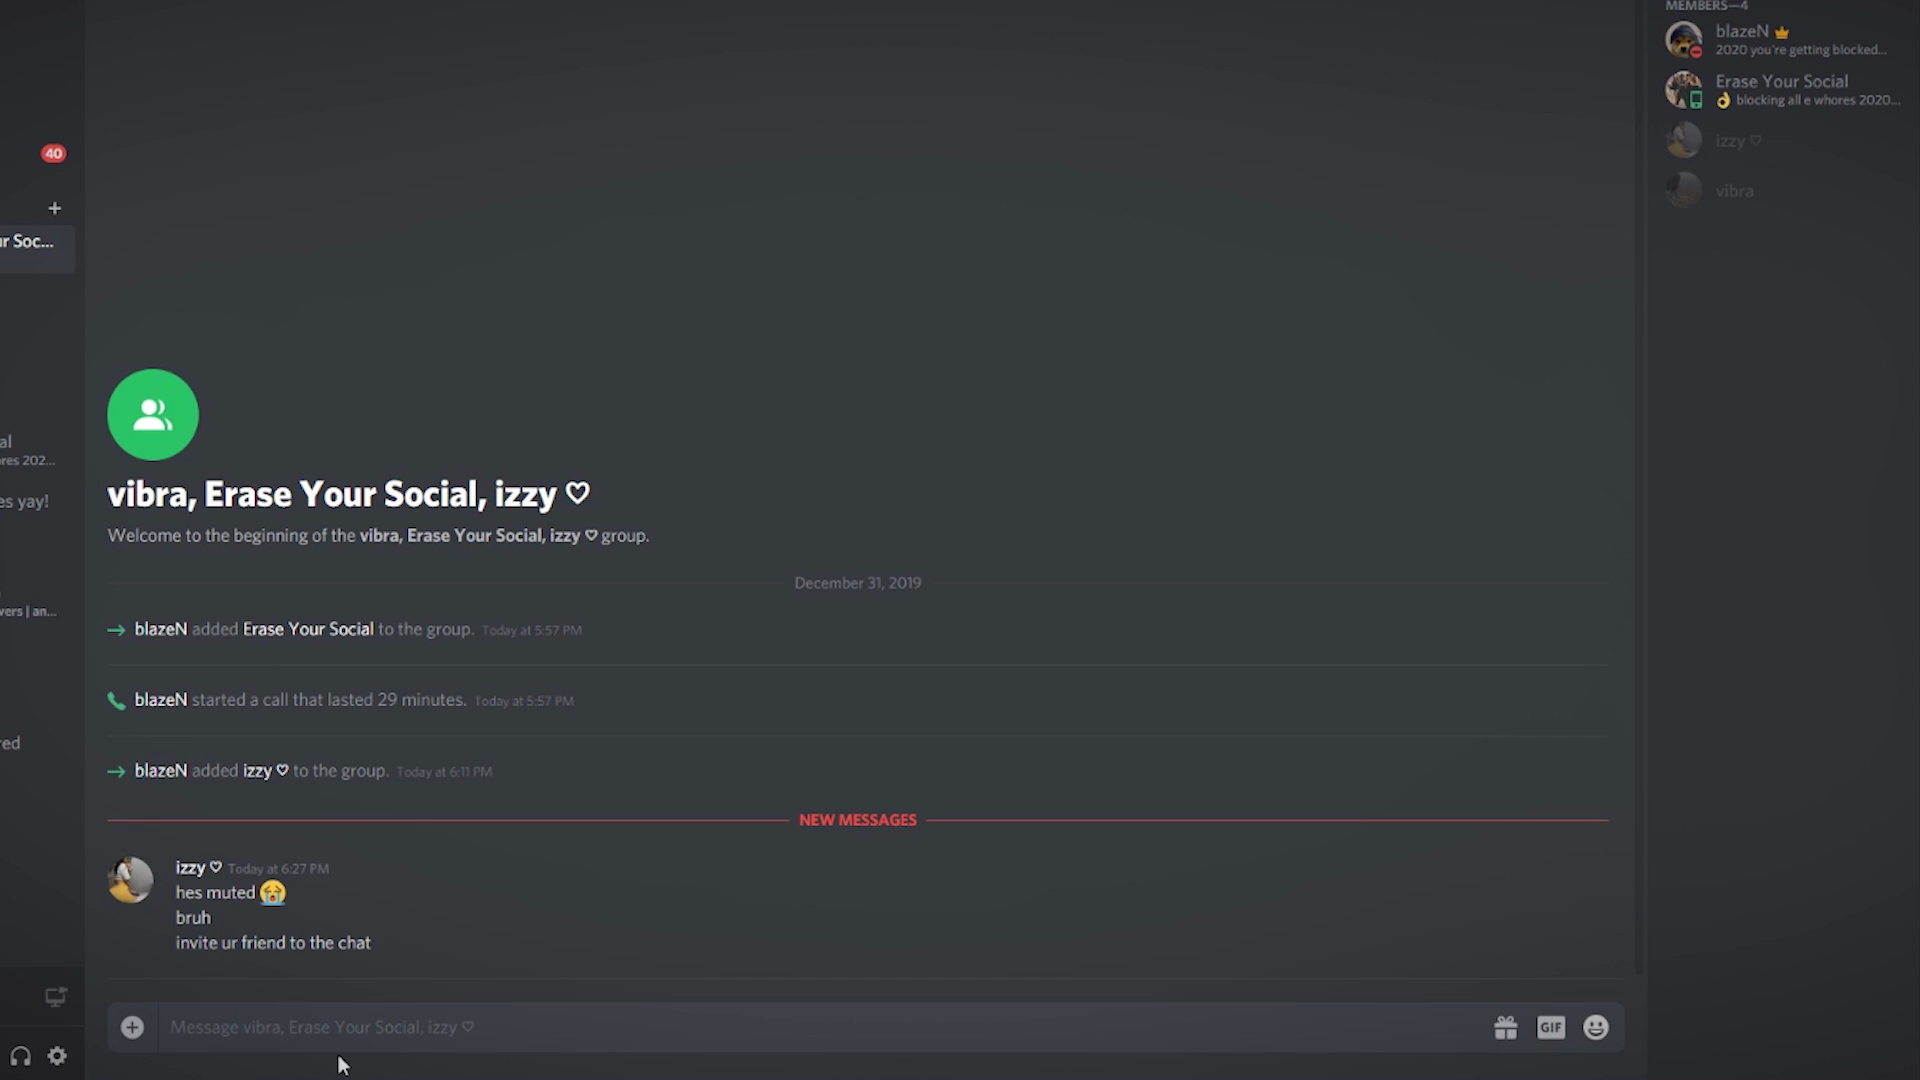 40
+
ur Soc...
al
res 202...
es yay!
vers | an...
red
vibra, Erase Your Social, izzy ♡
Welcome to the beginning of the vibra, Erase Your Social, izzy ♡ group.
December 31, 2019
blazeN added Erase Your Social to the group. Today at 5:57 PM
blazeN started a call that lasted 29 minutes. Today at 5:57 PM
blazeN added izzy ♡ to the group. Today at 6:11 PM
NEW MESSAGES
izzy ♡ Today at 6:27 PM
hes muted 😭
bruh
invite ur friend to the chat
Message vibra, Erase Your Social, izzy ♡
GIF
MEMBERS—4
blazeN
2020 you're getting blocked...
Erase Your Social
👌 blocking all e whores 2020...
izzy ♡
vibra